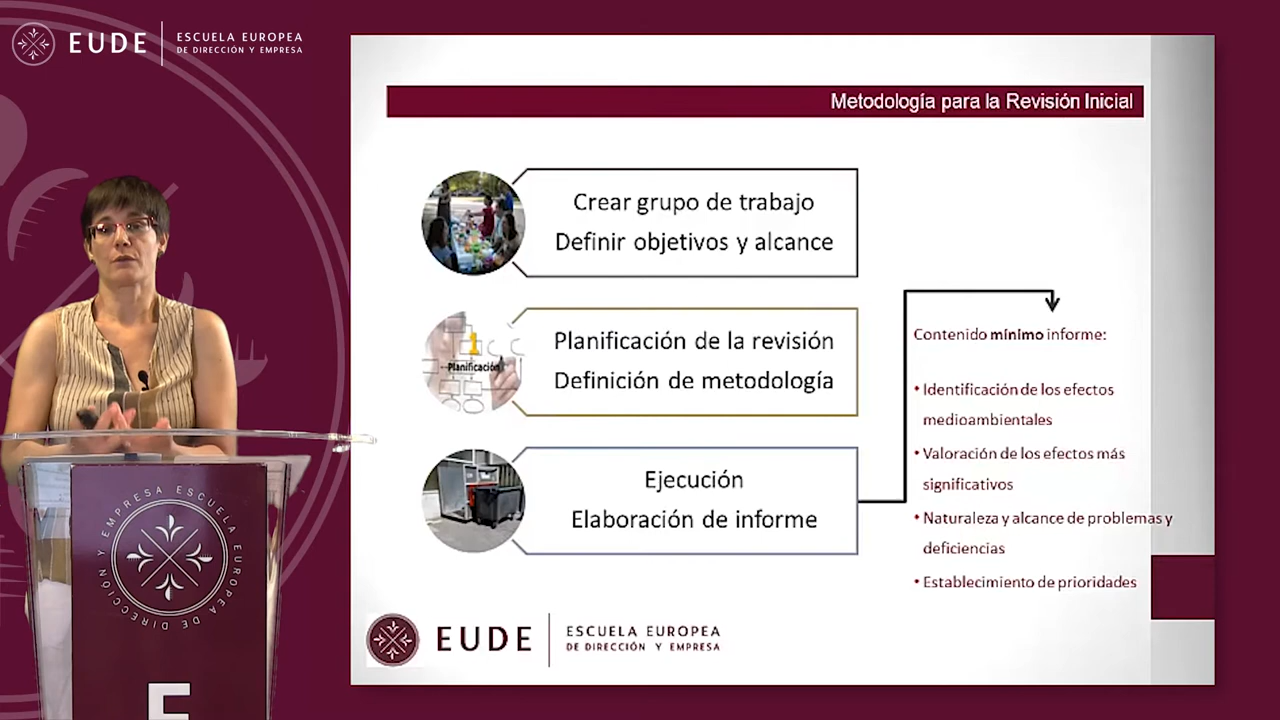 EUDE
ESCUELA EUROPEA
DE DIRECCIÓN Y EMPRESA
Metodología para la Revisión Inicial
Crear grupo de trabajo
Definir objetivos y alcance
Planificación
Planificación de la revisión
Definición de metodología
Ejecución
Elaboración de informe
Contenido mínimo informe:
• Identificación de los efectos
medioambientales
• Valoración de los efectos más
significativos
• Naturaleza y alcance de problemas y
deficiencias
• Establecimiento de prioridades
EUDE
ESCUELA EUROPEA
DE DIRECCIÓN Y EMPRESA
ESCUELA EUROPEA DE DIRECCIÓN Y EMPRESA
E